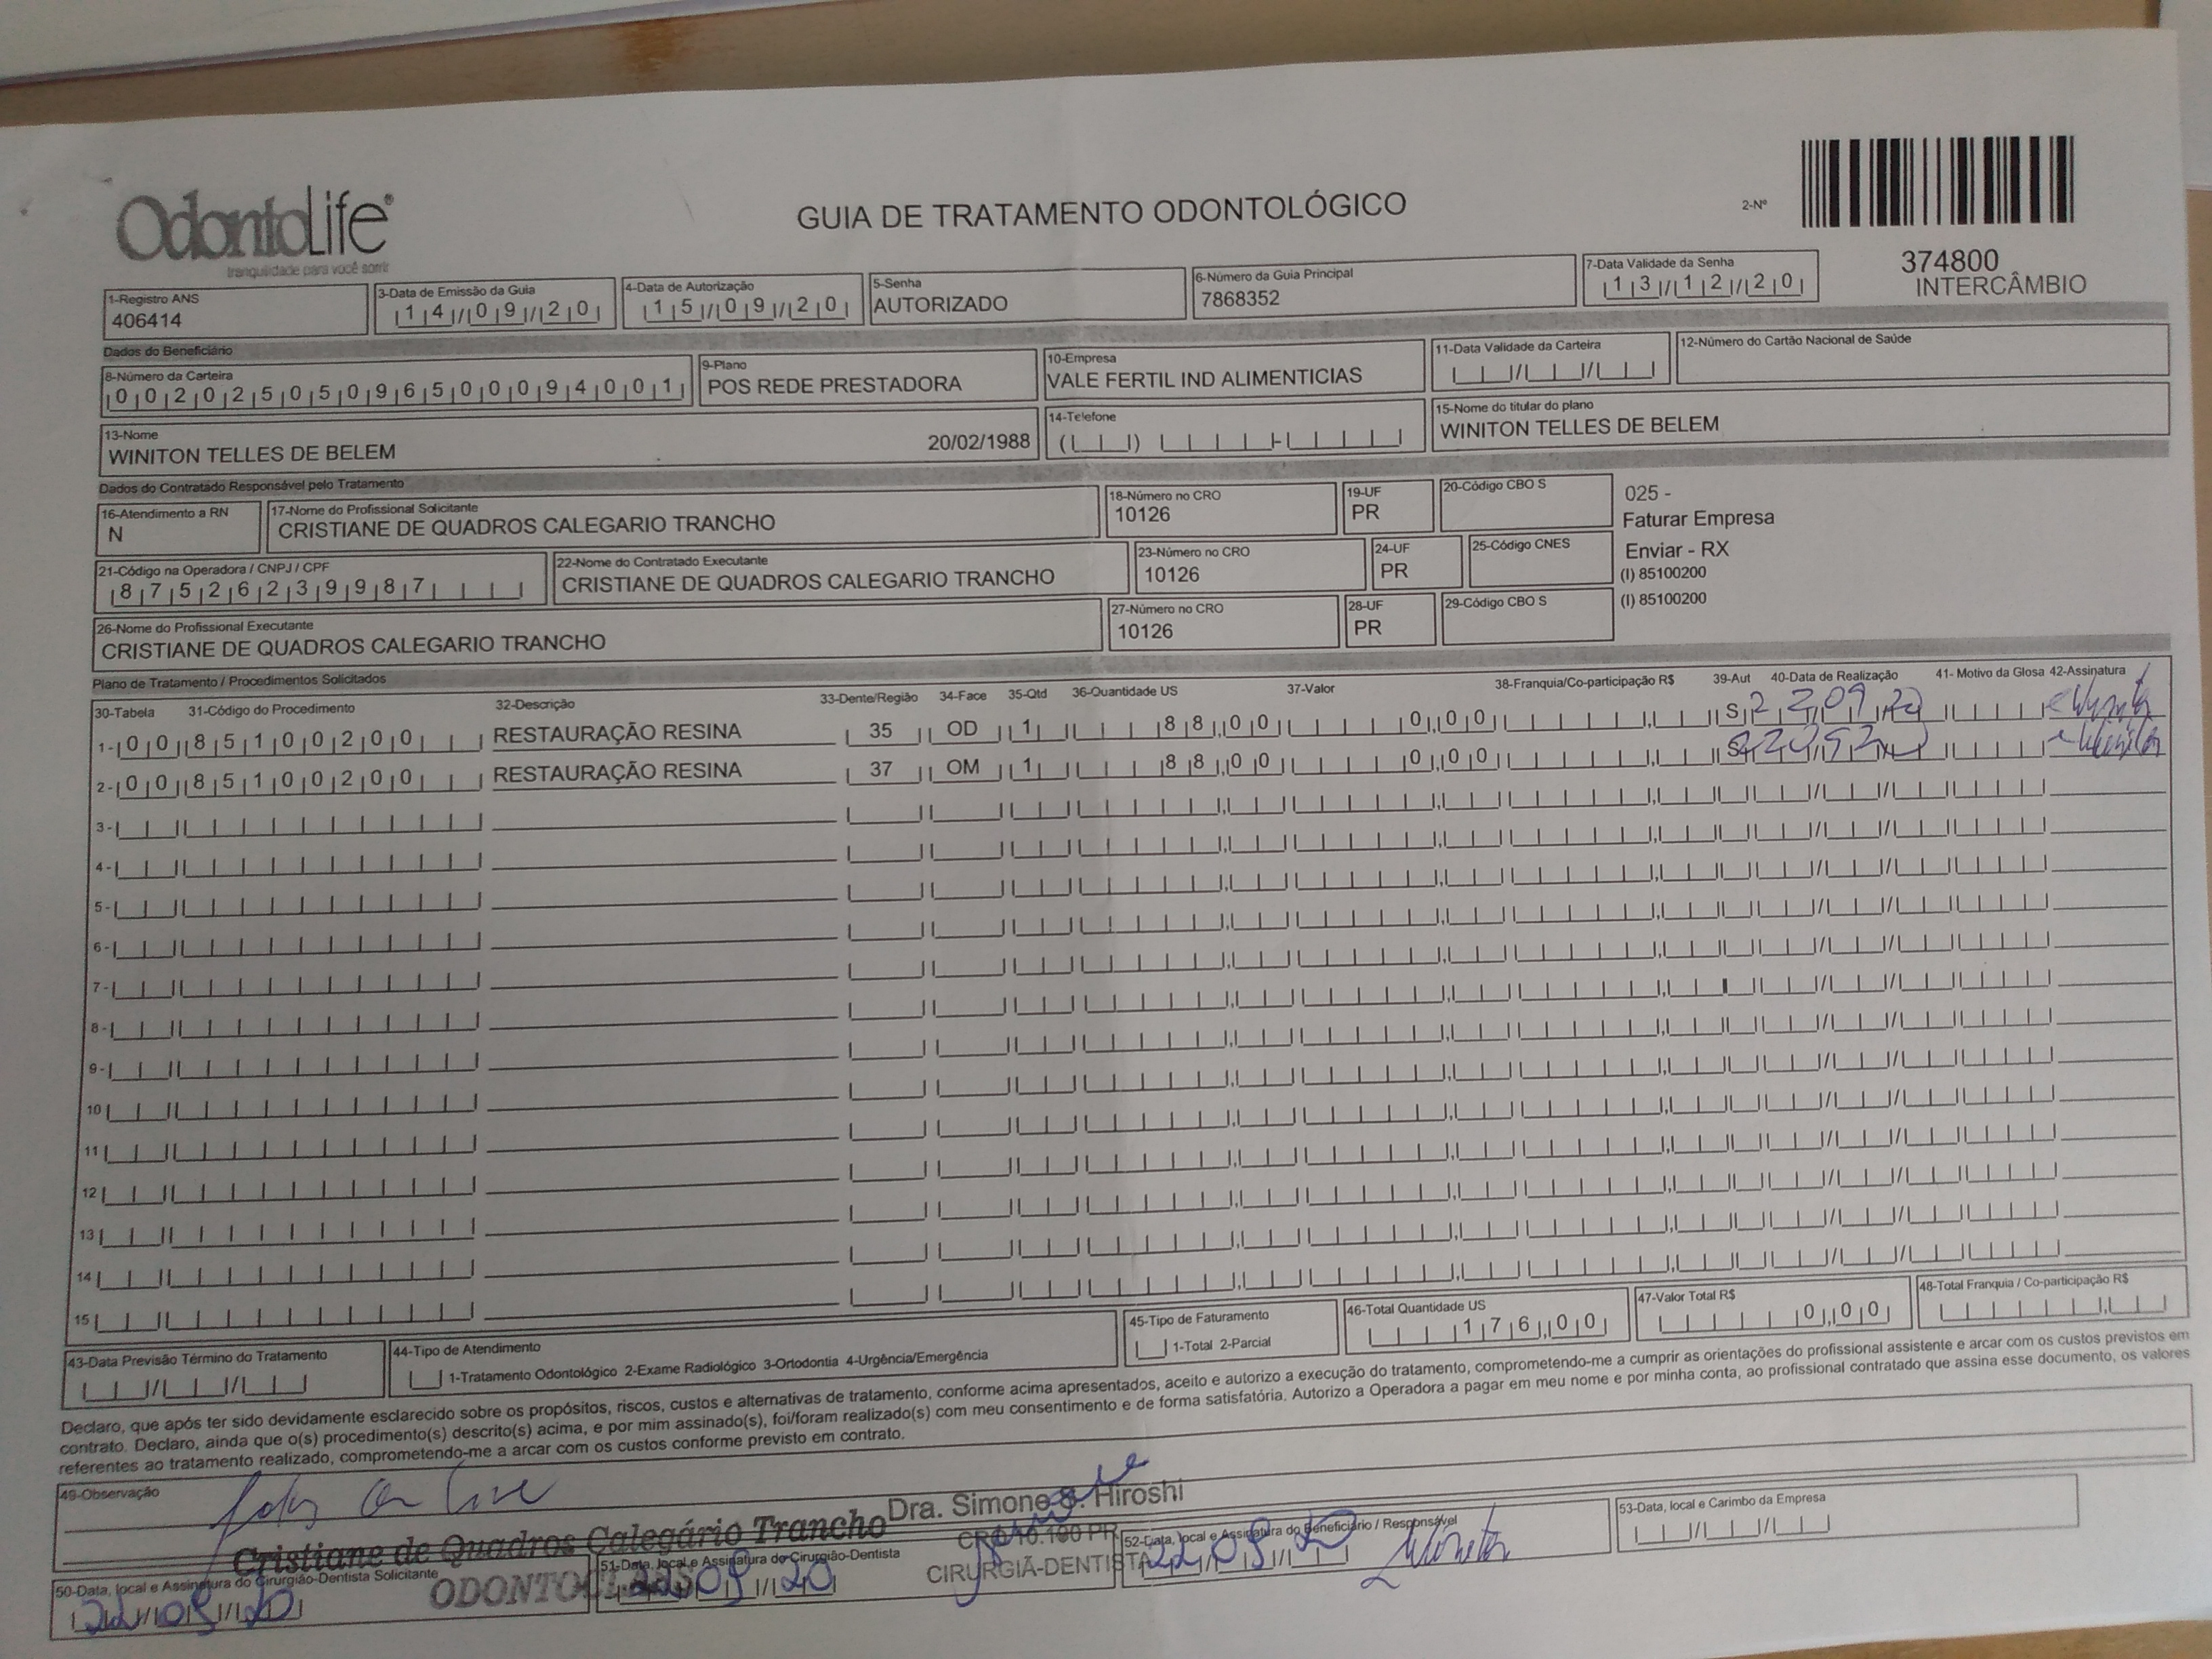 OdontoLife®
tranquilidade para você sorrir
GUIA DE TRATAMENTO ODONTOLÓGICO
2-Nº
374800
INTERCÂMBIO
1-Registro ANS
406414
3-Data de Emissão da Guia
14/09/20
4-Data de Autorização
15/09/20
5-Senha
AUTORIZADO
6-Número da Guia Principal
7868352
7-Data Validade da Senha
13/12/20
Dados do Beneficiário
8-Número da Carteira
00202505096500094001
9-Plano
POS REDE PRESTADORA
10-Empresa
VALE FERTIL IND ALIMENTICIAS
11-Data Validade da Carteira
12-Número do Cartão Nacional de Saúde
13-Nome
WINITON TELLES DE BELEM 20/02/1988
14-Telefone
15-Nome do titular do plano
WINITON TELLES DE BELEM
Dados do Contratado Responsável pelo Tratamento
16-Atendimento a RN
N
17-Nome do Profissional Solicitante
CRISTIANE DE QUADROS CALEGARIO TRANCHO
18-Número no CRO
10126
19-UF
PR
20-Código CBO S
025 -
Faturar Empresa
Enviar - RX
(I) 85100200
(I) 85100200
21-Código na Operadora / CNPJ / CPF
87526239987
22-Nome do Contratado Executante
CRISTIANE DE QUADROS CALEGARIO TRANCHO
23-Número no CRO
10126
24-UF
PR
25-Código CNES
26-Nome do Profissional Executante
CRISTIANE DE QUADROS CALEGARIO TRANCHO
27-Número no CRO
10126
28-UF
PR
29-Código CBO S
Plano de Tratamento / Procedimentos Solicitados
30-Tabela 31-Código do Procedimento 32-Descrição 33-Dente/Região 34-Face 35-Qtd 36-Quantidade US 37-Valor 38-Franquia/Co-participação R$ 39-Aut 40-Data de Realização 41- Motivo da Glosa 42-Assinatura
1- 00 85100200 RESTAURAÇÃO RESINA 35 OD 1 88,00 0,00 S 22 09 20
2- 00 85100200 RESTAURAÇÃO RESINA 37 OM 1 88,00 0,00 S
3-
4-
5-
6-
7-
8-
9-
10
11
12
13
14
15
43-Data Previsão Término do Tratamento
44-Tipo de Atendimento
1-Tratamento Odontológico 2-Exame Radiológico 3-Ortodontia 4-Urgência/Emergência
45-Tipo de Faturamento
1-Total 2-Parcial
46-Total Quantidade US
176,00
47-Valor Total R$
0,00
48-Total Franquia / Co-participação R$
Declaro, que após ter sido devidamente esclarecido sobre os propósitos, riscos, custos e alternativas de tratamento, conforme acima apresentados, aceito e autorizo a execução do tratamento, comprometendo-me a cumprir as orientações do profissional assistente e arcar com os custos previstos em
contrato. Declaro, ainda que o(s) procedimento(s) descrito(s) acima, e por mim assinado(s), foi/foram realizado(s) com meu consentimento e de forma satisfatória. Autorizo a Operadora a pagar em meu nome e por minha conta, ao profissional contratado que assina esse documento, os valores
referentes ao tratamento realizado, comprometendo-me a arcar com os custos conforme previsto em contrato.
49-Observação
Cristiane de Quadros Calegário Trancho
Dra. Simone S. Hiroshi
CRO 10.100 PR
CIRURGIÃ-DENTISTA
50-Data, local e Assinatura do Cirurgião-Dentista Solicitante
22/09/20
51-Data, local e Assinatura do Cirurgião-Dentista
22/09/20
52-Data, local e Assinatura do Beneficiário / Responsável
22/09/20
53-Data, local e Carimbo da Empresa